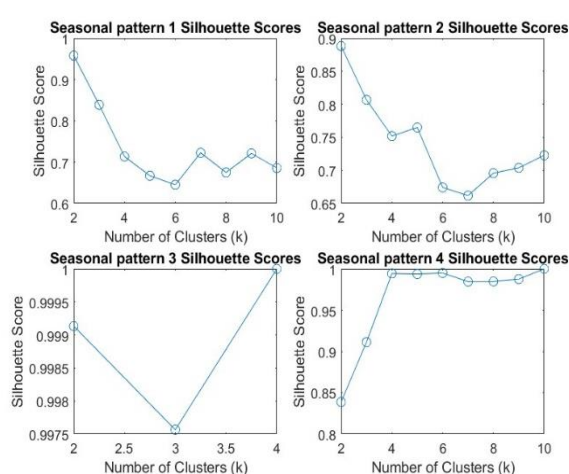 Seasonal pattern 1 Silhouette Scores
1
0.9
0.8
0.7
0.6
Silhouette Score
2 4 6 8 10
Number of Clusters (k)
Seasonal pattern 2 Silhouette Scores
0.9
0.85
0.8
0.75
0.7
0.65
Silhouette Score
2 4 6 8 10
Number of Clusters (k)
Seasonal pattern 3 Silhouette Scores
1
0.9995
0.999
0.9985
0.998
0.9975
Silhouette Score
2 2.5 3 3.5 4
Number of Clusters (k)
Seasonal pattern 4 Silhouette Scores
1
0.95
0.9
0.85
0.8
Silhouette Score
2 4 6 8 10
Number of Clusters (k)